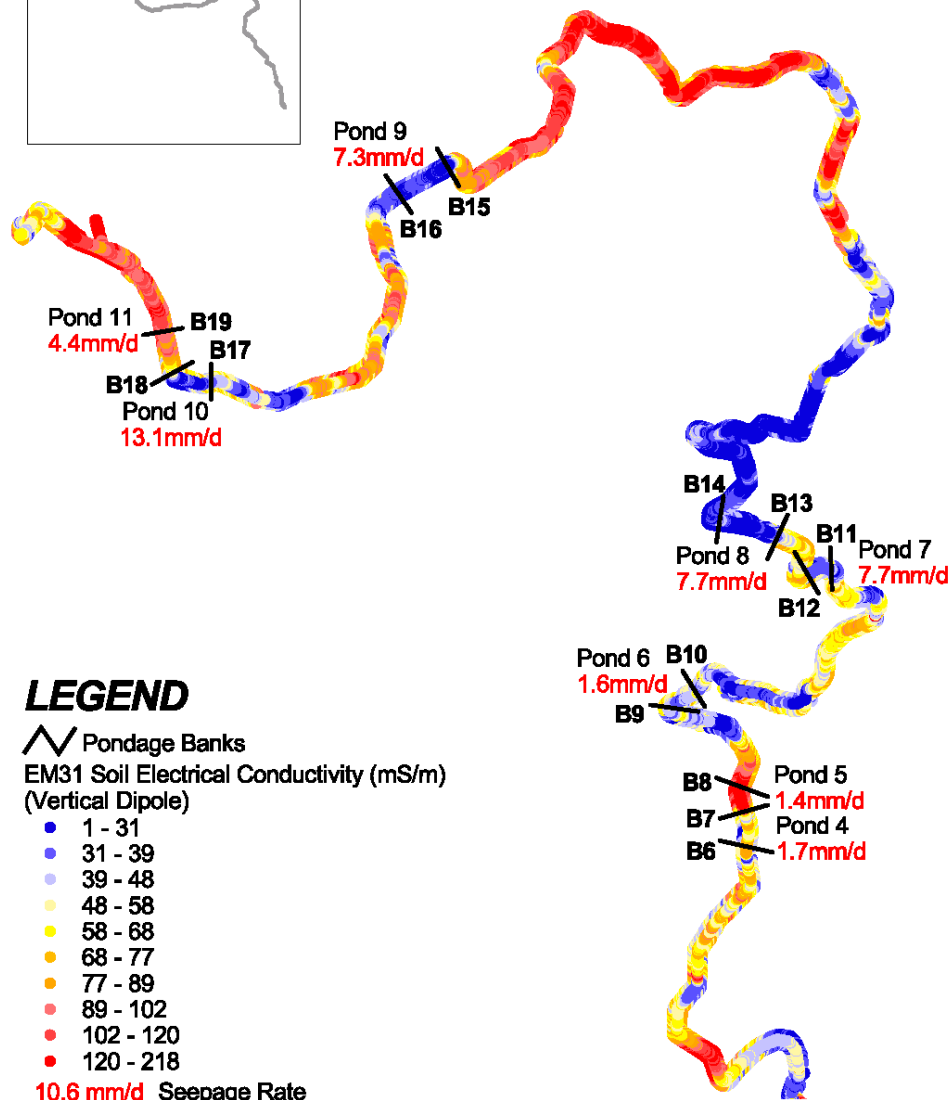 Pond 9
7.3mm/d
B15
B16
Pond 11
4.4mm/d
B19
B17
B18
Pond 10
13.1mm/d
B14
B13
B11
Pond 7
7.7mm/d
Pond 8
7.7mm/d
B12
Pond 6
B10
1.6mm/d
B9
B8
Pond 5
1.4mm/d
B7
Pond 4
B6
1.7mm/d
LEGEND
Pondage Banks
EM31 Soil Electrical Conductivity (mS/m)
(Vertical Dipole)
1 - 31
31 - 39
39 - 48
48 - 58
58 - 68
68 - 77
77 - 89
89 - 102
102 - 120
120 - 218
10.6 mm/d Seepage Rate